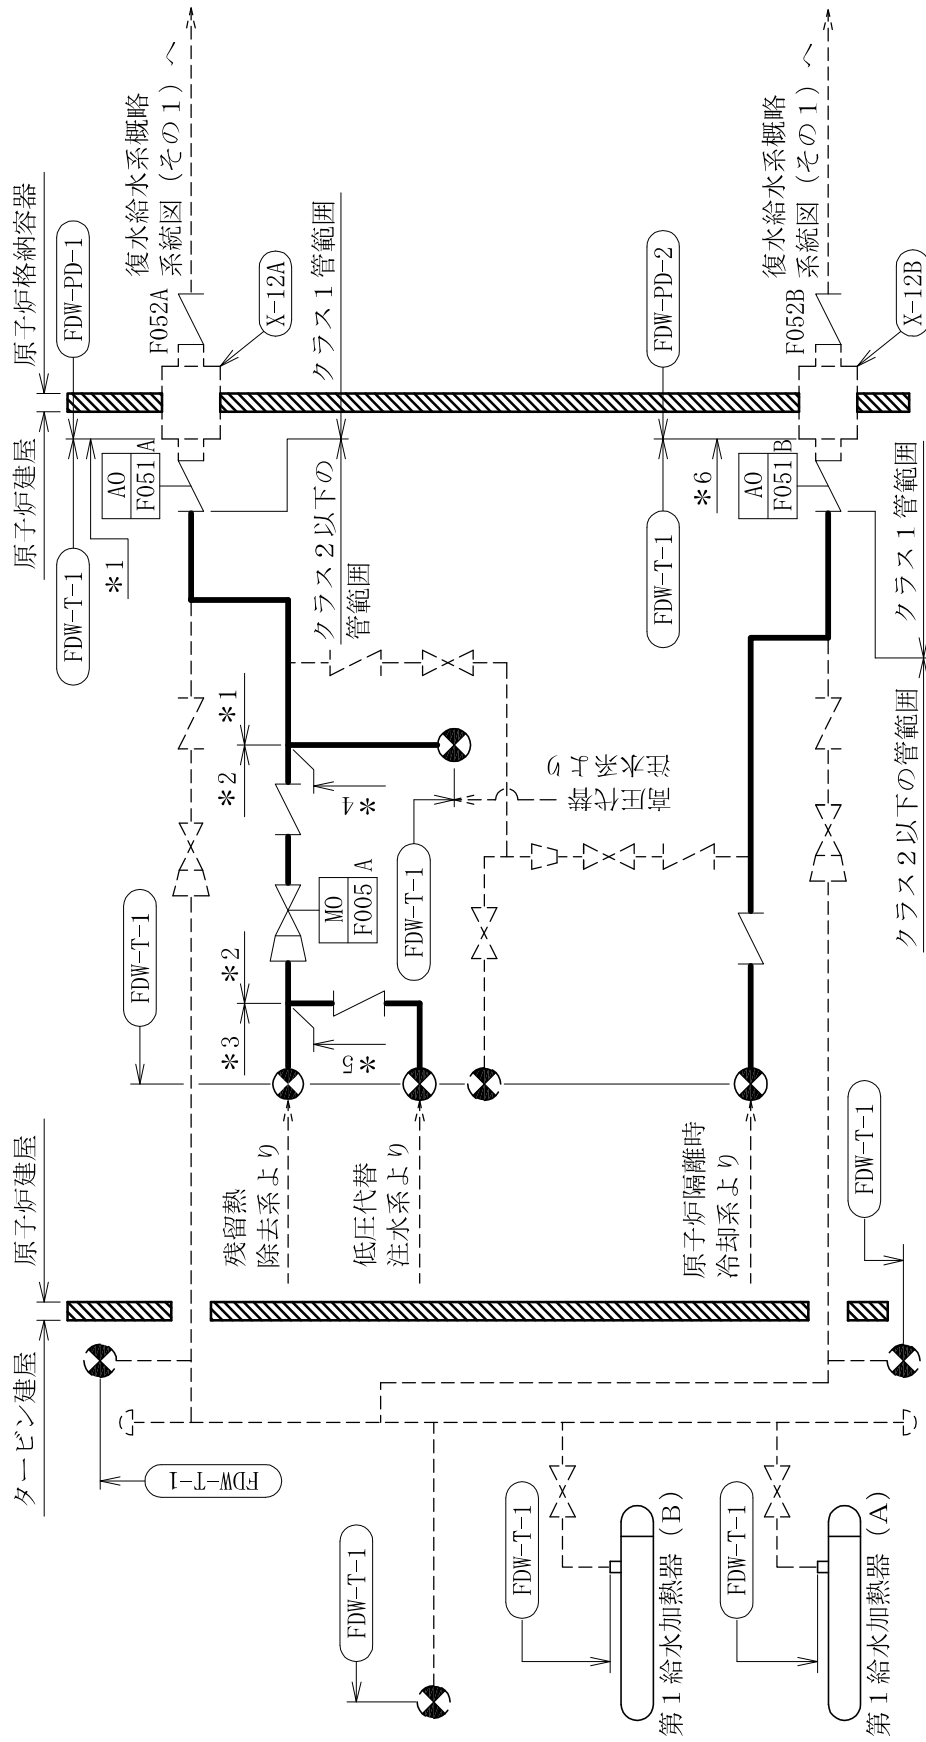 タービン建屋
原子炉建屋
原子炉建屋
原子炉格納容器
FDW-T-1
FDW-T-1
FDW-T-1
FDW-PD-1
*1
AO
F051
A
F052A
X-12A
復水給水系概略
系統図(その1)へ
クラス2以下の
管範囲
クラス1管範囲
FDW-T-1
残留熱
除去系より
*3
*2
*5
MO
F005
A
*2
*1
*4
低圧代替
注水系より
FDW-T-1
高圧代替
注水系より
FDW-T-1
第1給水加熱器(B)
FDW-T-1
FDW-PD-2
*6
AO
F051
B
F052B
X-12B
復水給水系概略
系統図(その1)へ
原子炉隔離時
冷却系より
FDW-T-1
第1給水加熱器(A)
FDW-T-1
クラス2以下の管範囲
クラス1管範囲